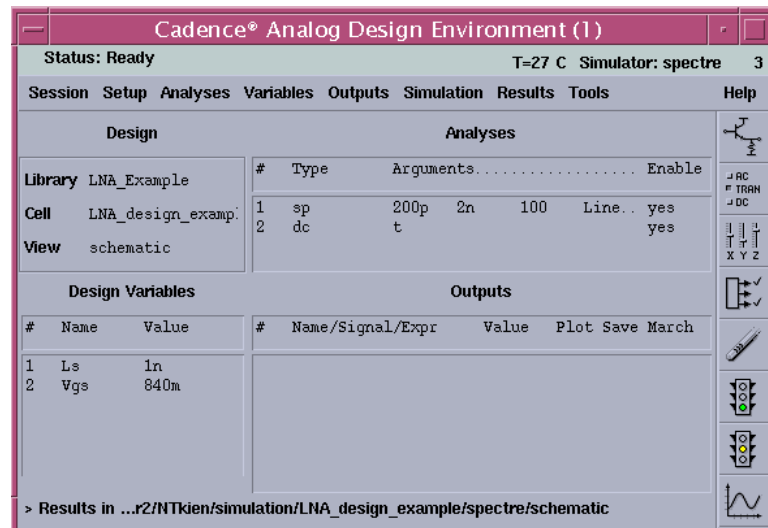 Cadence® Analog Design Environment (1)
Status: Ready T=27 C Simulator: spectre 3
Session Setup Analyses Variables Outputs Simulation Results Tools Help
Design Analyses
Library LNA_Example
Cell LNA_design_exampl
View schematic
# Type Arguments................... Enable
1 sp 200p 2n 100 Line.. yes
2 dc t yes
AC
TRAN
DC
X Y Z
Design Variables Outputs
# Name Value # Name/Signal/Expr Value Plot Save March
1 Ls 1n
2 Vgs 840m
> Results in ...r2/NTkien/simulation/LNA_design_example/spectre/schematic